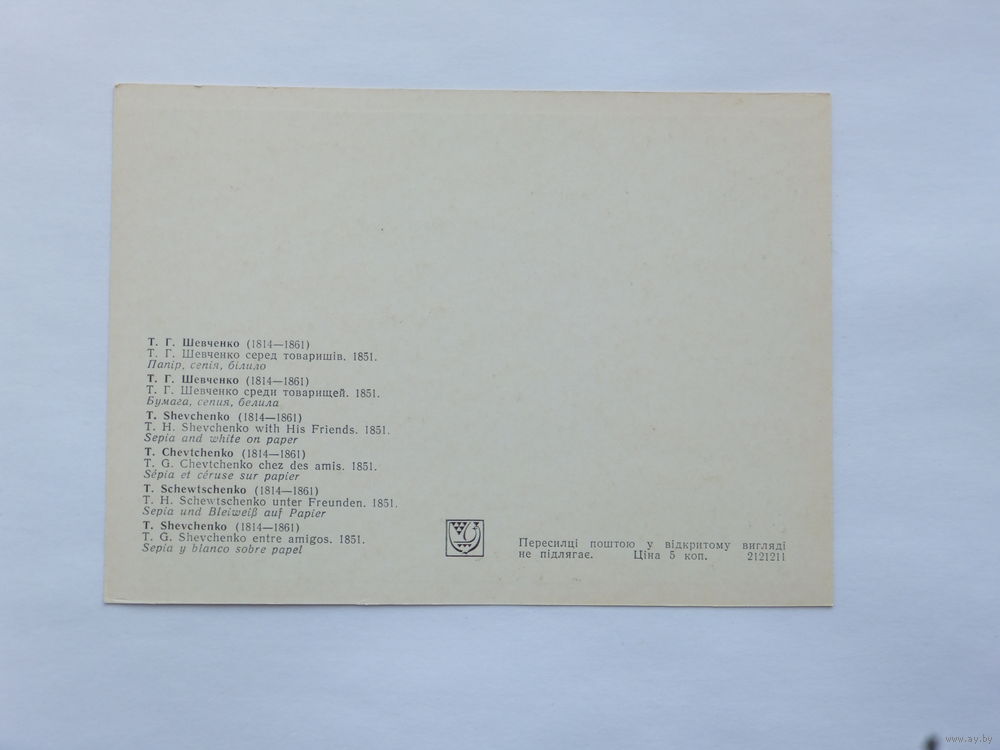 Т. Г. Шевченко (1814—1861)
Т. Г. Шевченко серед товаришів. 1851.
Папір, сепія, білило
Т. Г. Шевченко (1814—1861)
Т. Г. Шевченко среди товарищей. 1851.
Бумага, сепия, белила
T. Shevchenko (1814—1861)
T. H. Shevchenko with His Friends. 1851.
Sepia and white on paper
T. Chevtchenko (1814—1861)
T. G. Chevtchenko chez des amis. 1851.
Sépia et céruse sur papier
T. Schewtschenko (1814—1861)
T. H. Schewtschenko unter Freunden. 1851.
Sepia und Bleiweiß auf Papier
T. Shevchenko (1814—1861)
T. G. Shevchenko entre amigos. 1851.
Sepia y blanco sobre papel
Пересилці поштою у відкритому вигляді
не підлягає. Ціна 5 коп. 2121211
www.ay.by